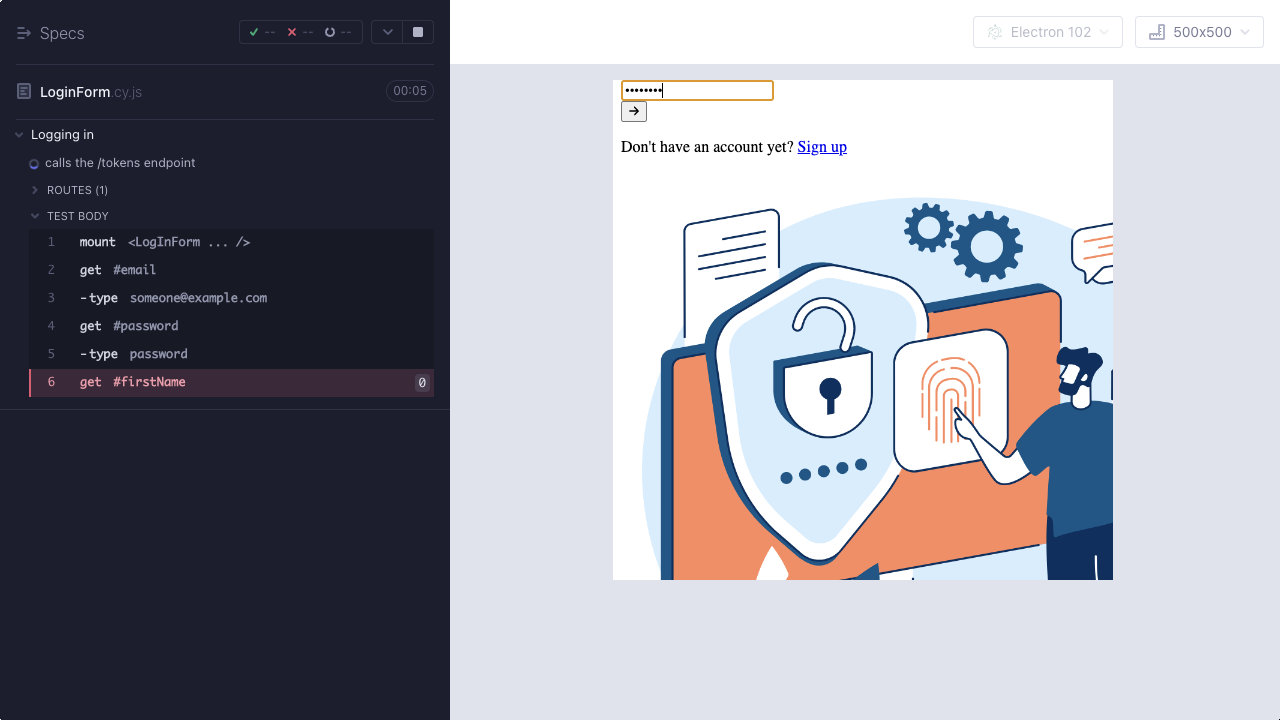 Specs
--
--
--
Electron 102
500x500
LoginForm.cy.js
00:05
Logging in
calls the /tokens endpoint
ROUTES (1)
TEST BODY
1 mount <LogInForm ... />
2 get #email
3 -type someone@example.com
4 get #password
5 -type password
6 get #firstName 0
••••••••
Don't have an account yet? Sign up